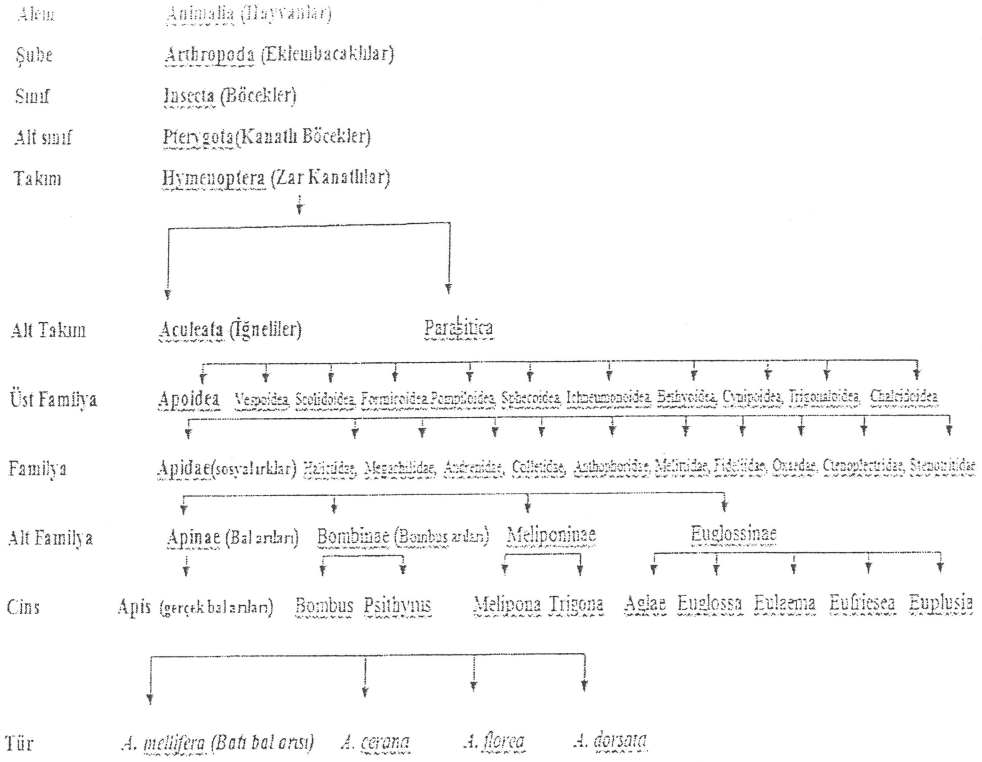 Alem Animalia (Hayvanlar)
Şube Arthropoda (Eklembacaklılar)
Sınıf Insecta (Böcekler)
Alt sınıf Pterygota(Kanatlı Böcekler)
Takım Hymenoptera (Zar Kanatlılar)
Alt Takım Aculeata (İğneliler) Parasitica
Üst Familya Apoidea Vespoidea, Scolidoidea, Formiroidea,Pompiloidea, Sphecoidea, Ichneumonoidea, Bethyoidea, Cynipoidea, Trigonaloidea, Chalcidoidea
Familya Apidae(sosyal ırklar) Halictidae, Megachilidae, Andrenidae, Colletidae, Anthophoridae, Melittidae, Fideliidae, Oxaedae, Ctenoplectridae, Stenotritidae
Alt Familya Apinae (Bal arıları) Bombinae (Bombus arıları) Meliponinae Euglossinae
Cins Apis (gerçek bal arıları) Bombus Psithyrus Melipona Trigona Aglae Euglossa Eulaema Eufriesea Euplusia
Tür A. mellifera (Batı bal arısı) A. cerana A. florea A. dorsata